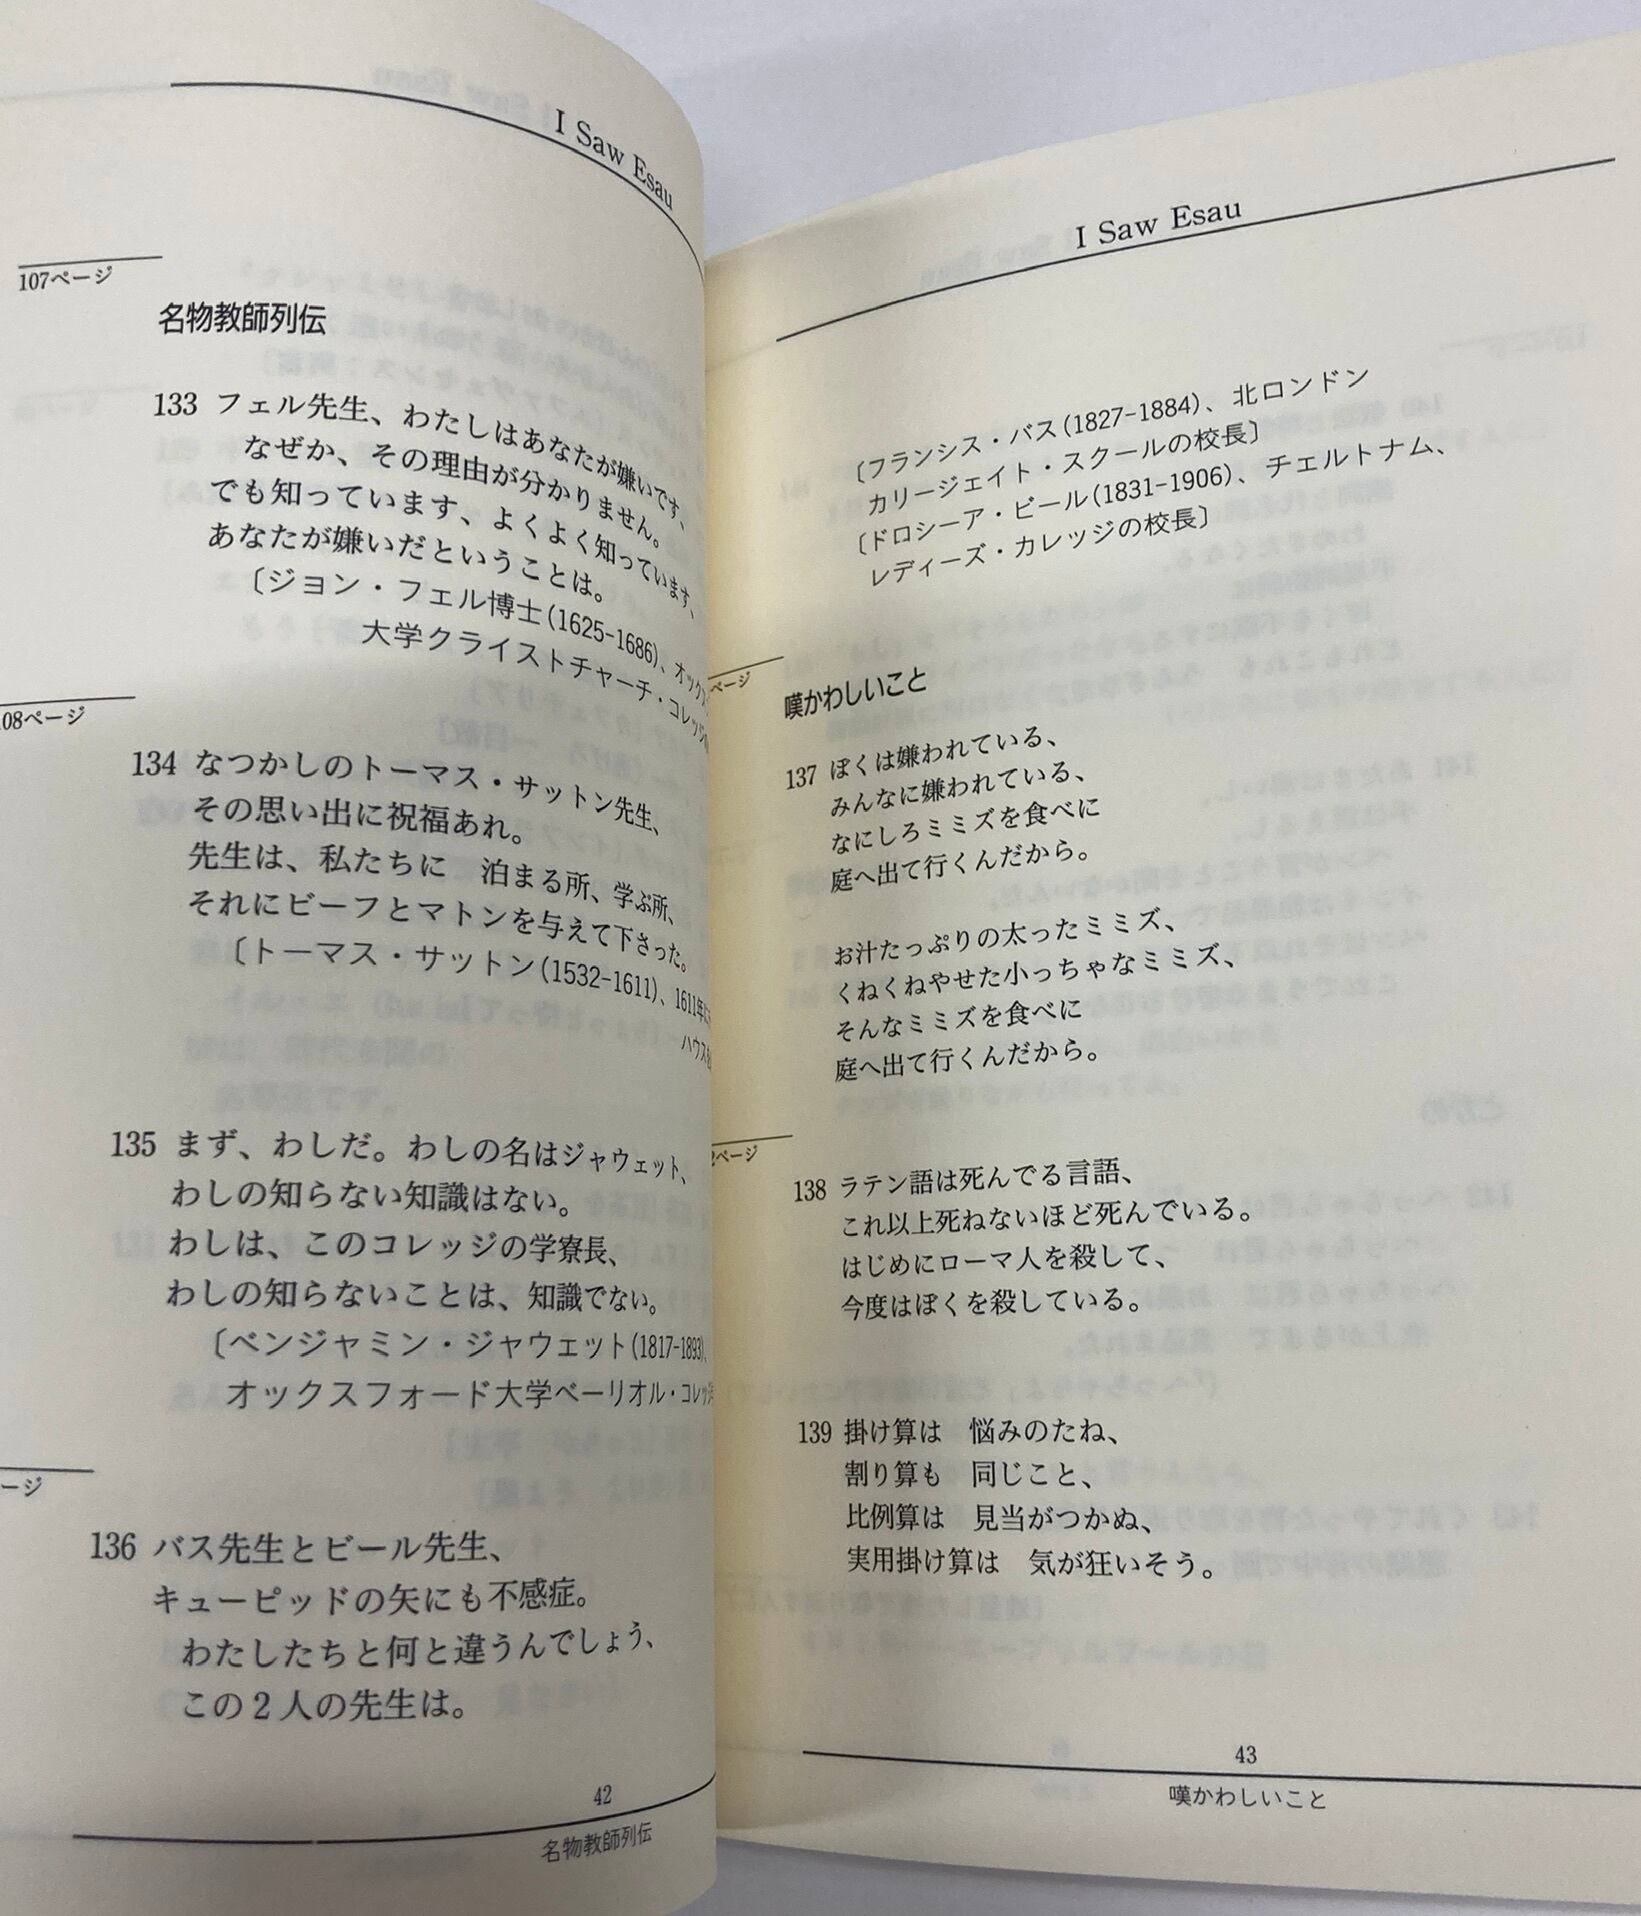 I Saw Esau
107ページ
名物教師列伝
133 フェル先生、わたしはあなたが嫌いです、
なぜか、その理由が分かりません。
でも知っています、よくよく知っています、
あなたが嫌いだということは。
〔ジョン・フェル博士(1625-1686)、オックス
大学クライストチャーチ・コレッジ
08ページ
134 なつかしのトーマス・サットン先生、
その思い出に祝福あれ。
先生は、私たちに 泊まる所、学ぶ所、
それにビーフとマトンを与えて下さった。
〔トーマス・サットン(1532-1611)、1611年に
ハウス
135 まず、わしだ。わしの名はジャウェット、
わしの知らない知識はない。
わしは、このコレッジの学寮長、
わしの知らないことは、知識でない。
〔ベンジャミン・ジャウェット(1817-1893)、
オックスフォード大学ベーリオル・コレッジ
ージ
136 バス先生とビール先生、
キューピッドの矢にも不感症。
わたしたちと何と違うんでしょう、
この2人の先生は。
42
名物教師列伝
I Saw Esau
〔フランシス・バス(1827-1884)、北ロンドン
カリージェイト・スクールの校長〕
〔ドロシーア・ビール(1831-1906)、チェルトナム、
レディーズ・カレッジの校長〕
ページ
嘆かわしいこと
137 ぼくは嫌われている、
みんなに嫌われている、
なにしろミミズを食べに
庭へ出て行くんだから。
お汁たっぷりの太ったミミズ、
くねくねやせた小っちゃなミミズ、
そんなミミズを食べに
庭へ出て行くんだから。
2ページ
138 ラテン語は死んでる言語、
これ以上死ねないほど死んでいる。
はじめにローマ人を殺して、
今度はぼくを殺している。
139 掛け算は 悩みのたね、
割り算も 同じこと、
比例算は 見当がつかぬ、
実用掛け算は 気が狂いそう。
43
嘆かわしいこと